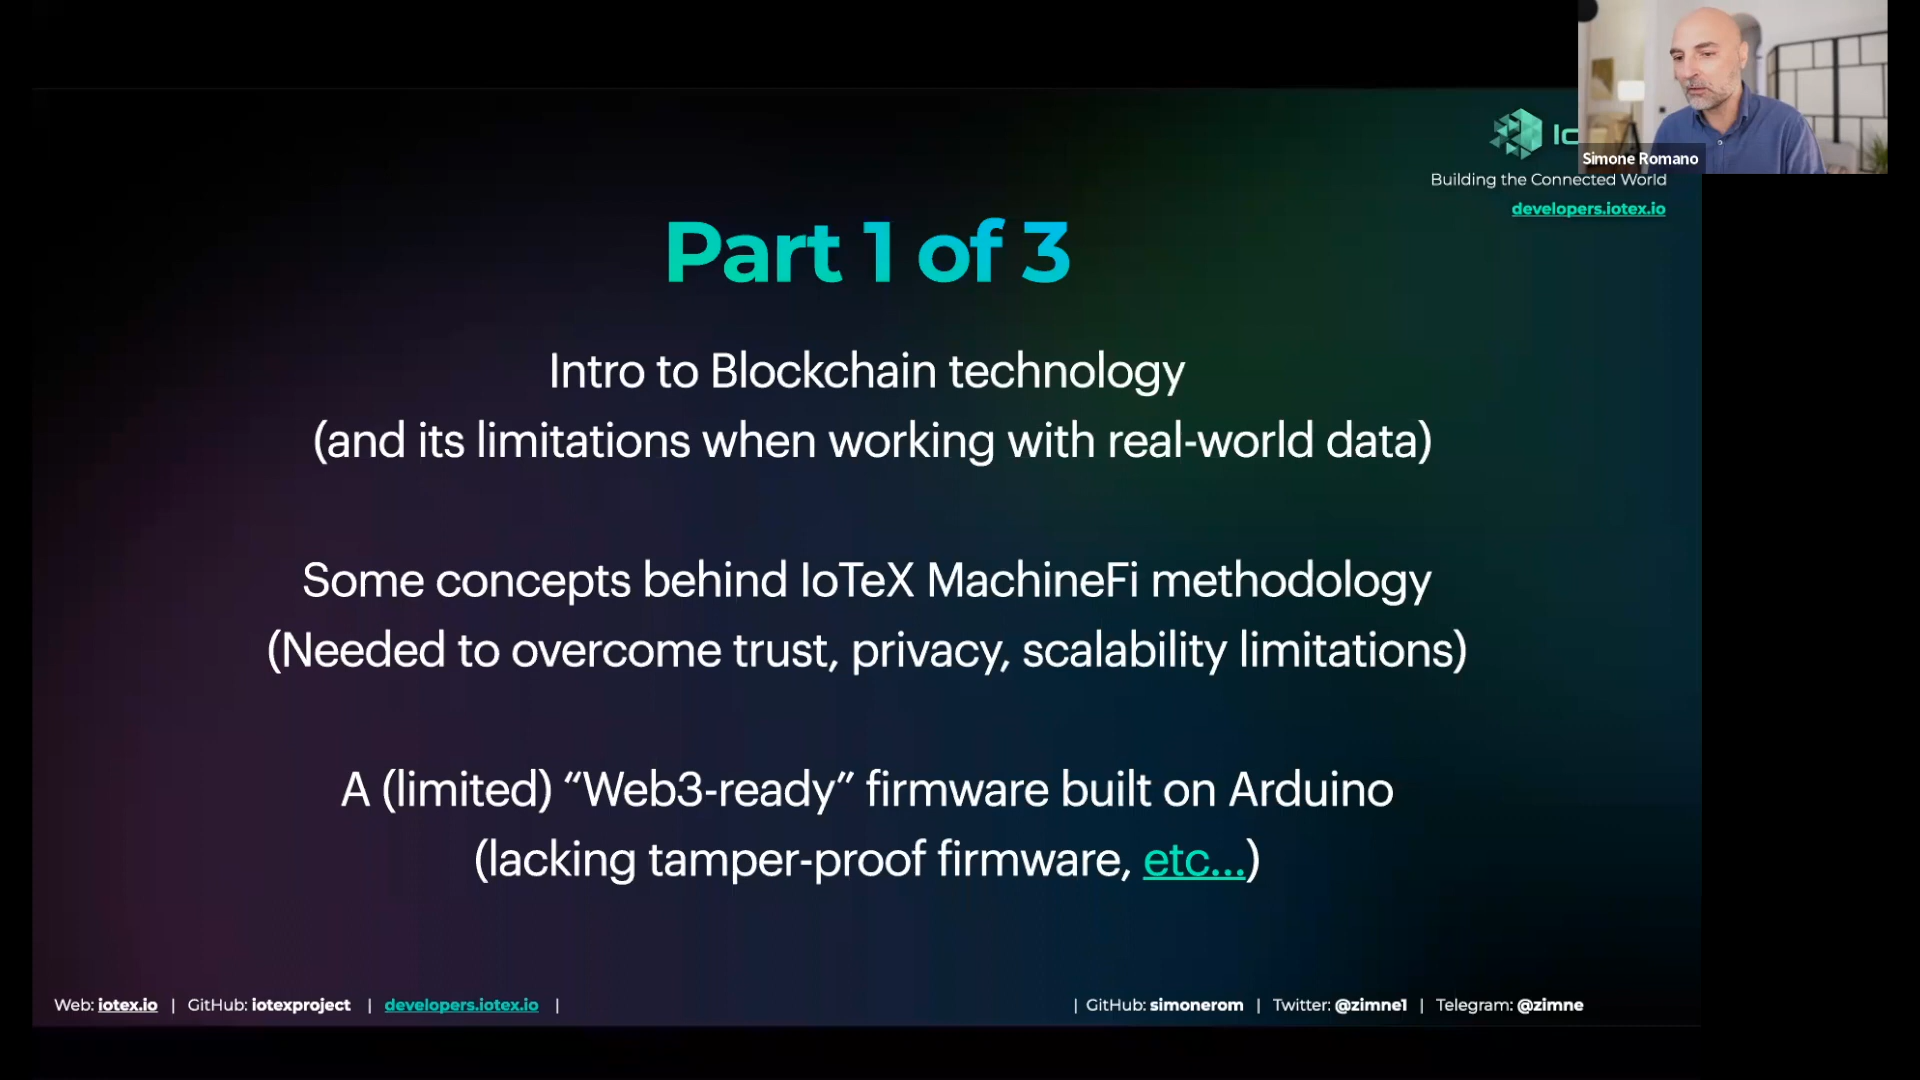 Simone Romano
Building the Connected World
developers.iotex.io
Part 1 of 3
Intro to Blockchain technology
(and its limitations when working with real-world data)
Some concepts behind IoTeX MachineFi methodology
(Needed to overcome trust, privacy, scalability limitations)
A (limited) “Web3-ready” firmware built on Arduino
(lacking tamper-proof firmware, etc...)
Web: iotex.io | GitHub: iotexproject | developers.iotex.io |
| GitHub: simonerom | Twitter: @zimne1 | Telegram: @zimne